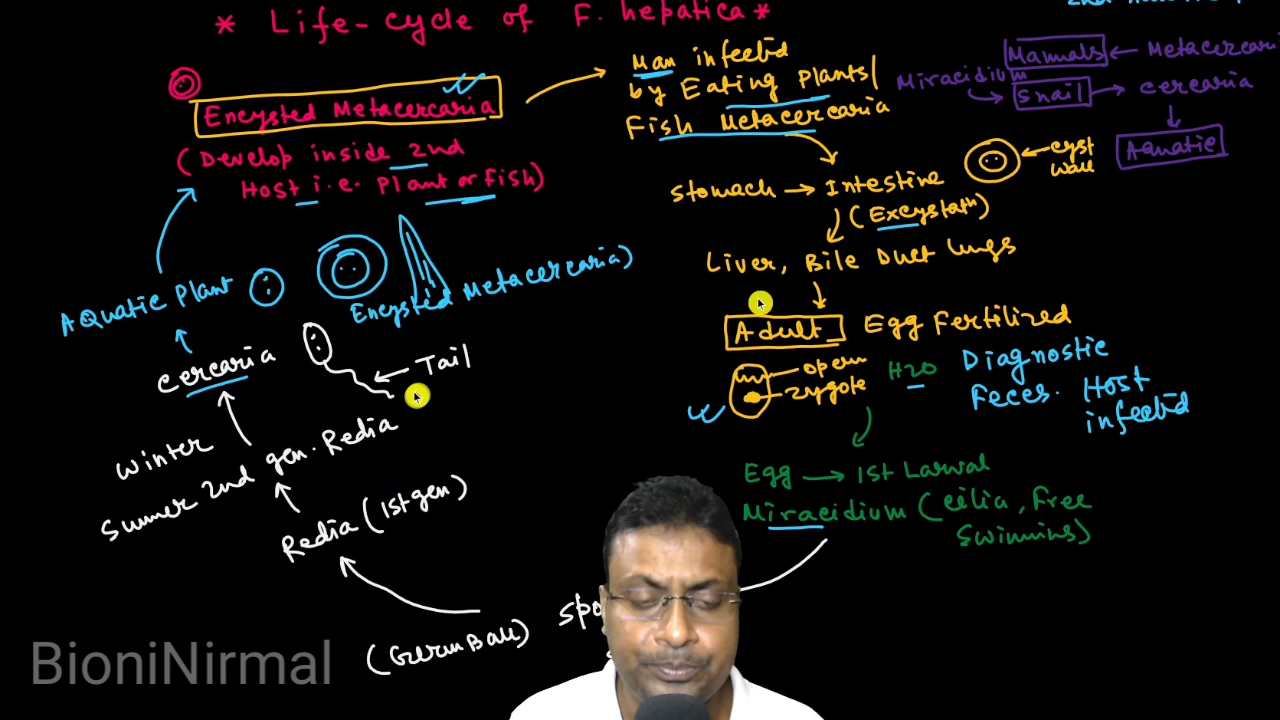 * Life-cycle of F. hepatica *
Encysted Metacercaria
(Develop inside 2nd
Host i.e. Plant or fish)
Man infected
by Eating Plants/
Fish Metacercaria
Mammals ← Metacercari
Miracidium
Snail → cercaria
Aquatic
cyst
wall
Stomach → Intestine
(Excystatn)
Liver, Bile Duct lungs
Adult Egg Fertilized
opercu
zygote
H2O
Diagnostic
Feces. Host
infected
Egg → 1st Larval
Miracidium (cilia, Free
Swimming)
(Germ Ball)
Redia (1st gen)
Summer 2nd gen. Redia
Winter
cercaria
Tail
Aquatic Plant
Encysted Metacercaria)
BioniNirmal